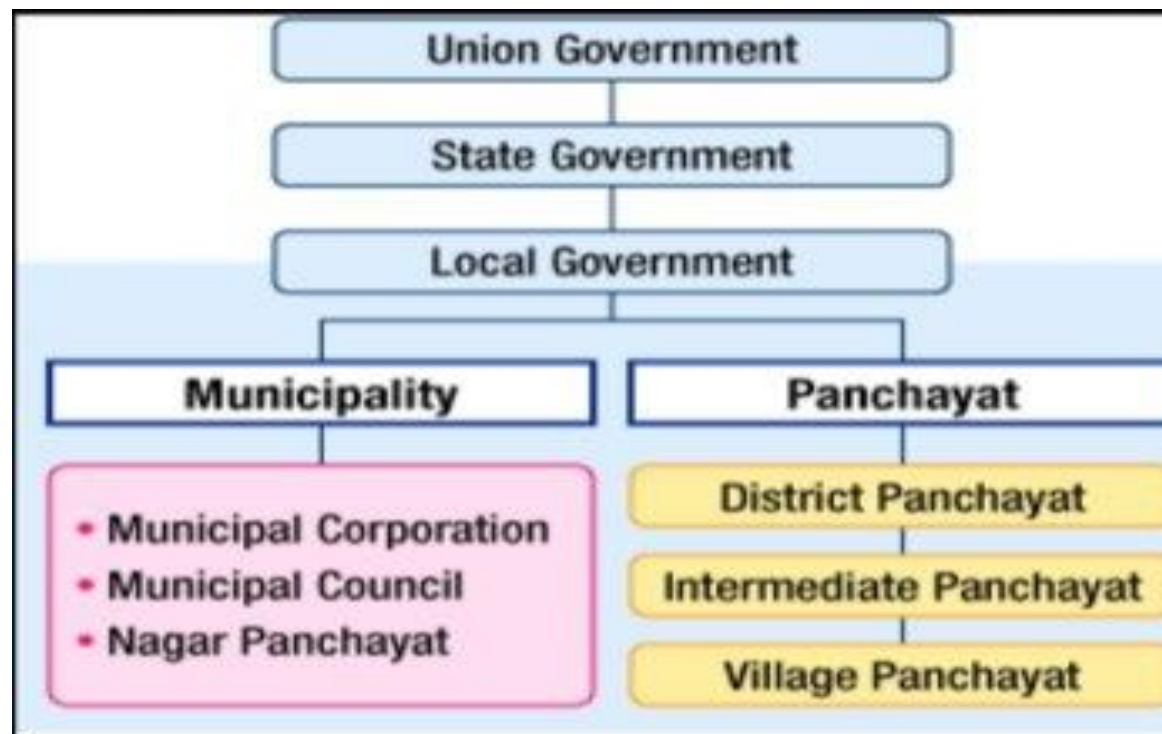 Union Government
State Government
Local Government
Municipality
Panchayat
• Municipal Corporation
• Municipal Council
• Nagar Panchayat
District Panchayat
Intermediate Panchayat
Village Panchayat